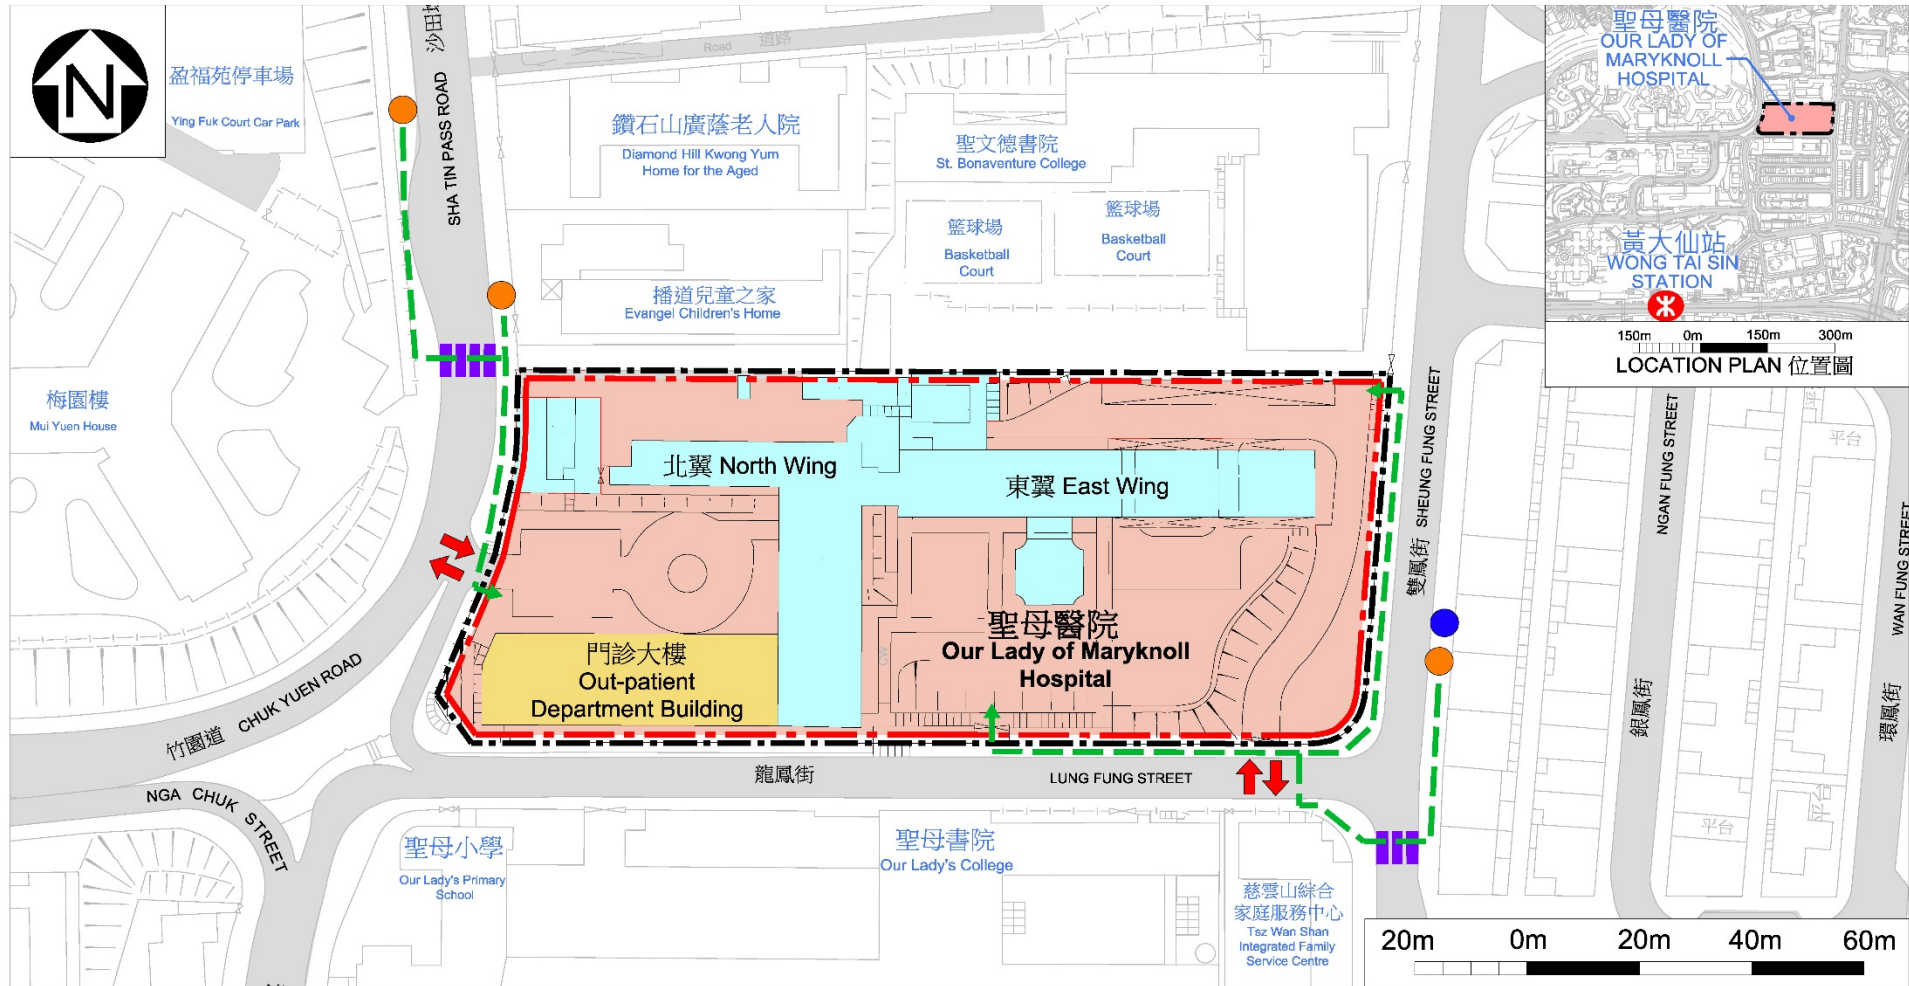 N
盈福苑停車場
Ying Fuk Court Car Park
沙田
SHA TIN PASS ROAD
Road 道路
鑽石山廣蔭老人院
Diamond Hill Kwong Yum
Home for the Aged
聖文德書院
St. Bonaventure College
籃球場
Basketball
Court
籃球場
Basketball
Court
播道兒童之家
Evangel Children's Home
聖母醫院
OUR LADY OF
MARYKNOLL
HOSPITAL
黃大仙站
WONG TAI SIN
STATION
150m 0m 150m 300m
LOCATION PLAN 位置圖
梅園樓
Mui Yuen House
北翼 North Wing
東翼 East Wing
聖母醫院
Our Lady of Maryknoll
Hospital
門診大樓
Out-patient
Department Building
雙鳳街 SHEUNG FUNG STREET
NGAN FUNG STREET
銀鳳街
WAN FUNG STREET
環鳳街
平台
平台
平台
竹園道 CHUK YUEN ROAD
NGA CHUK STREET
龍鳳街
LUNG FUNG STREET
聖母小學
Our Lady's Primary
School
聖母書院
Our Lady's College
慈雲山綜合
家庭服務中心
Tsz Wan Shan
Integrated Family
Service Centre
20m 0m 20m 40m 60m